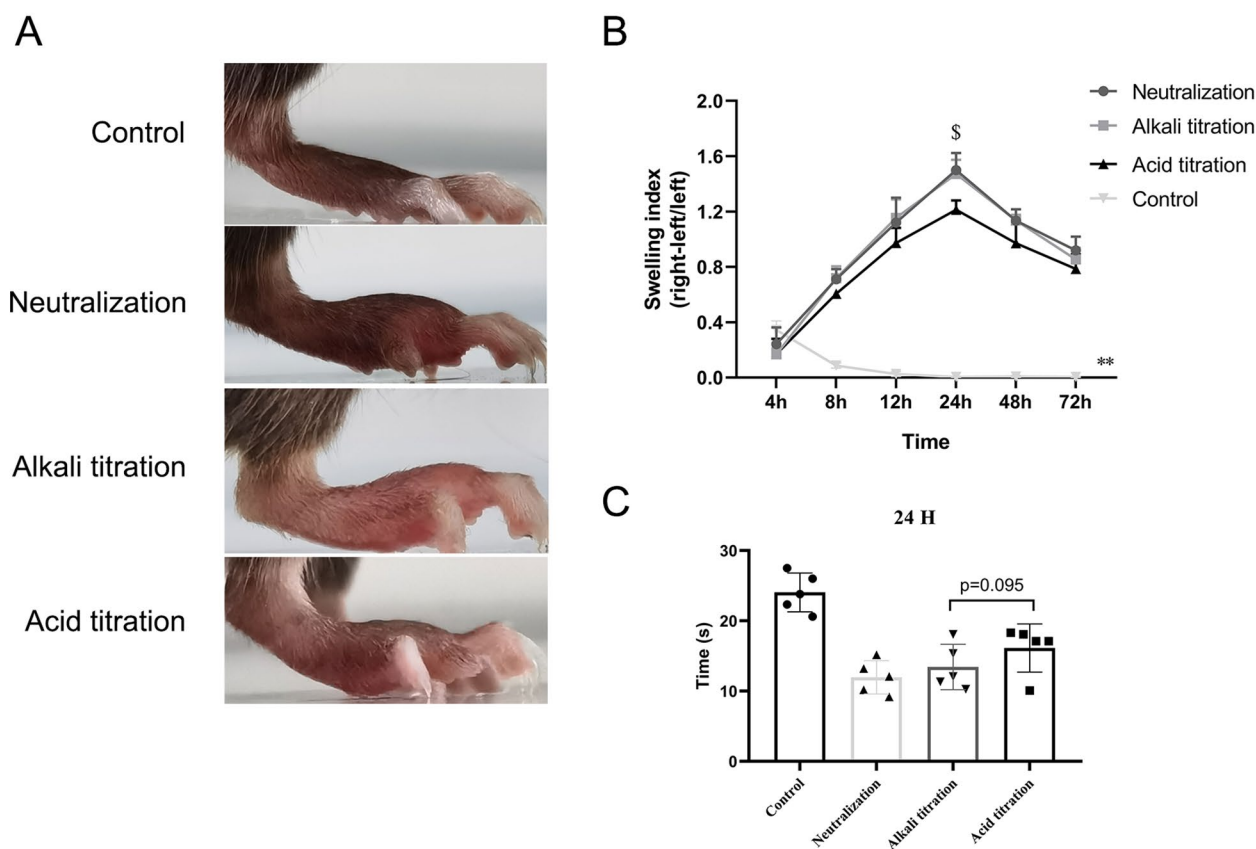 A
Control
Neutralization
Alkali titration
Acid titration
B
Swelling index
(right-left/left)
2.0
1.6
1.2
0.8
0.4
0.0
$
**
4h 8h 12h 24h 48h 72h
Time
Neutralization
Alkali titration
Acid titration
Control
C
24 H
Time (s)
30
20
10
0
p=0.095
Control
Neutralization
Alkali titration
Acid titration